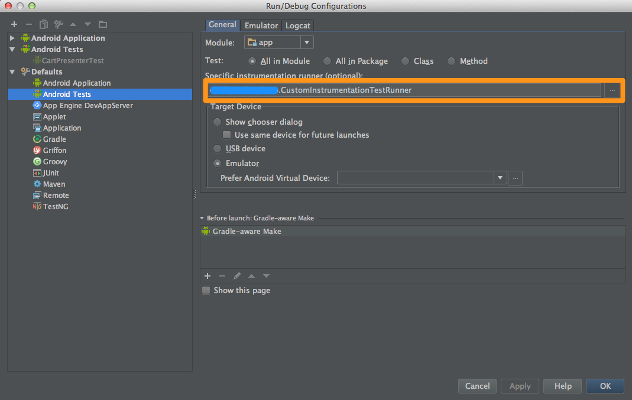 Run/Debug Configurations
General Emulator Logcat
Module: app
Test: All in Module All in Package Class Method
Specific instrumentation runner (optional):
.CustomInstrumentationTestRunner ...
Target Device
Show chooser dialog
Use same device for future launches
USB device
Emulator
Prefer Android Virtual Device: ...
Android Application
Android Tests
CartPresenterTest
Defaults
Android Application
Android Tests
App Engine DevAppServer
Applet
Application
Gradle
Griffon
Groovy
JUnit
Maven
Remote
TestNG
Before launch: Gradle-aware Make
Gradle-aware Make
Show this page
Cancel Apply Help OK